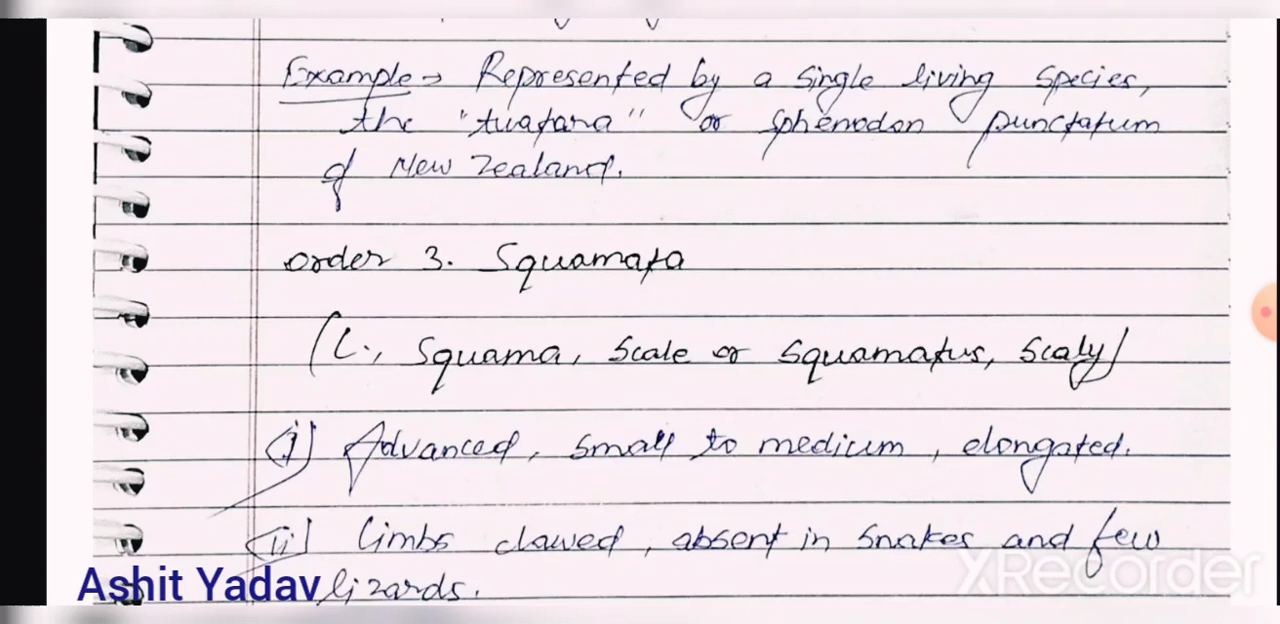 Example → Represented by a single living species,
the "tuatara" or sphenodon punctatum
of New Zealand.
order 3. Squamata
(L., Squama, Scale or Squamatus, Scaly)
(i) Advanced, small to medium, elongated.
(ii) Limbs clawed, absent in snakes and few
lizards.
Ashit Yadav
XRecorder